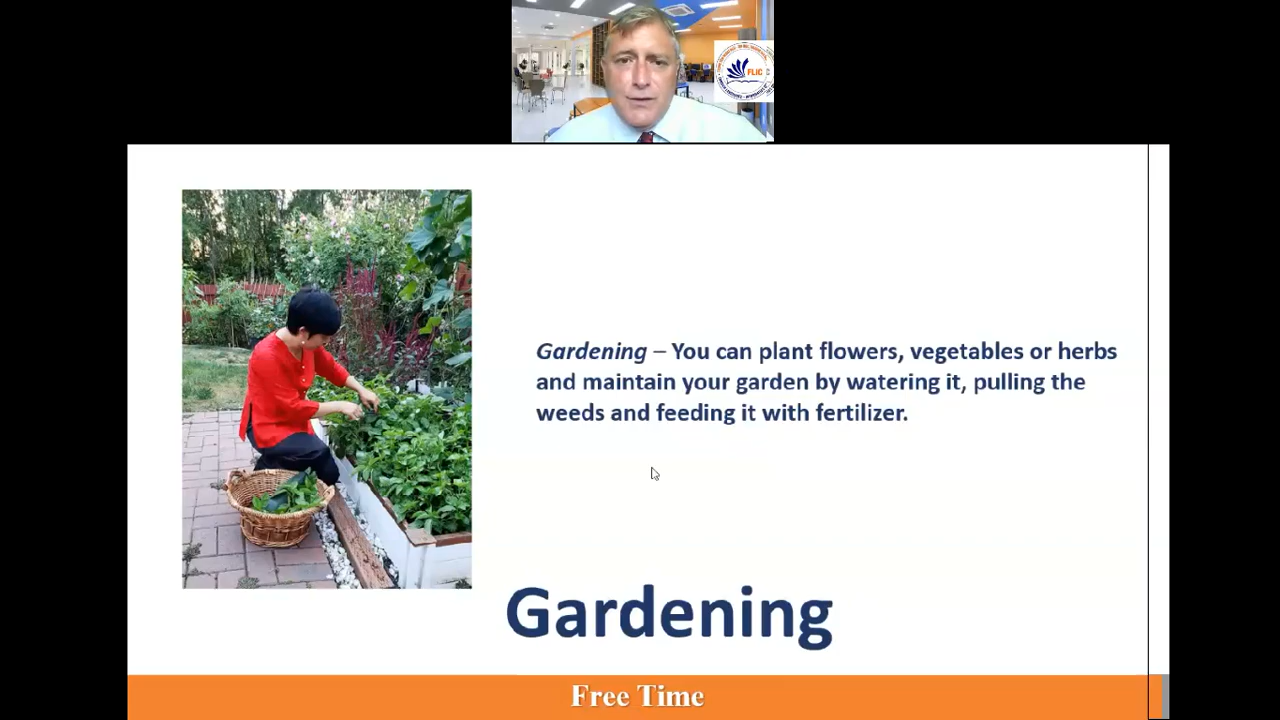 FLIC
Gardening – You can plant flowers, vegetables or herbs
and maintain your garden by watering it, pulling the
weeds and feeding it with fertilizer.
Gardening
Free Time